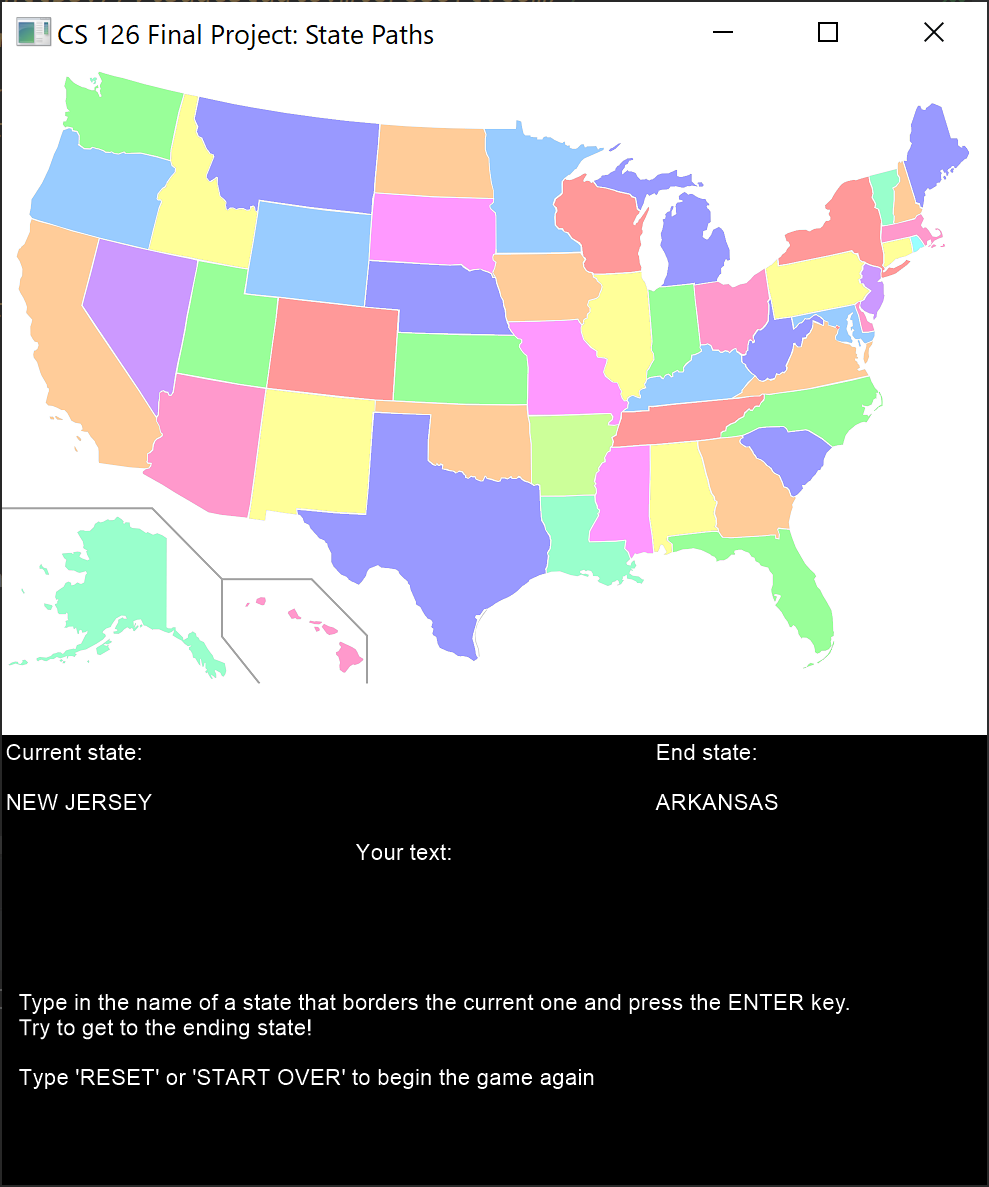 CS 126 Final Project: State Paths
Current state:
End state:
NEW JERSEY
ARKANSAS
Your text:
Type in the name of a state that borders the current one and press the ENTER key.
Try to get to the ending state!
Type 'RESET' or 'START OVER' to begin the game again